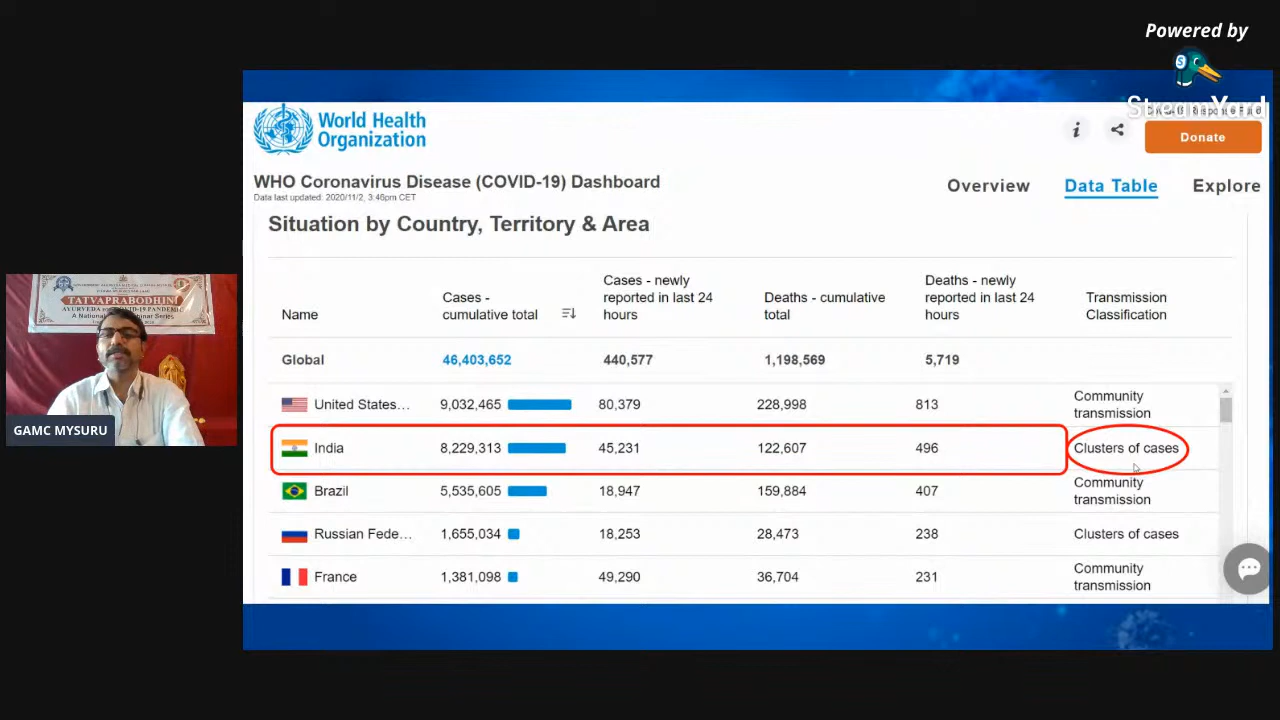 Powered by
StreamYard
World Health
Organization
Donate
WHO Coronavirus Disease (COVID-19) Dashboard
Data last updated: 2020/11/2, 3:46pm CET
Overview
Data Table
Explore
Situation by Country, Territory & Area
Name
Cases -
cumulative total
Cases - newly
reported in last 24
hours
Deaths - cumulative
total
Deaths - newly
reported in last 24
hours
Transmission
Classification
Global 46,403,652 440,577 1,198,569 5,719
United States... 9,032,465 80,379 228,998 813 Community
transmission
India 8,229,313 45,231 122,607 496 Clusters of cases
Brazil 5,535,605 18,947 159,884 407 Community
transmission
Russian Fede... 1,655,034 18,253 28,473 238 Clusters of cases
France 1,381,098 49,290 36,704 231 Community
transmission
TATVAPRABODHINI
GAMC MYSURU